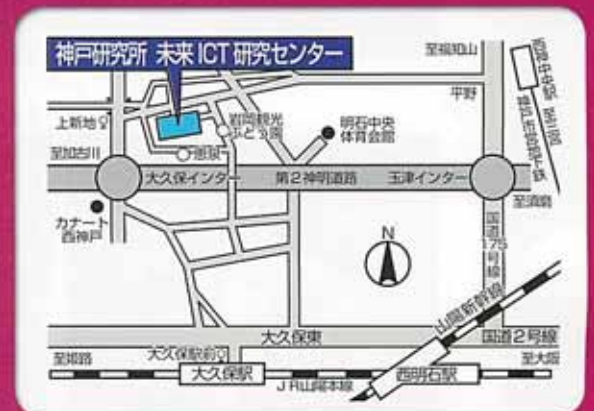 神戸研究所 未来ICT研究センター
至福知山
平野
上新地
岩岡観光
ぶどう園
明石中央
体育会館
至加古川
大久保インター
第2神明道路
玉津インター
至須磨
カナート
西神戸
国道175号線
N
山陽新幹線
大久保東
国道2号線
至姫路
大久保駅前
至大阪
大久保駅
JR山陽本線
西明石駅